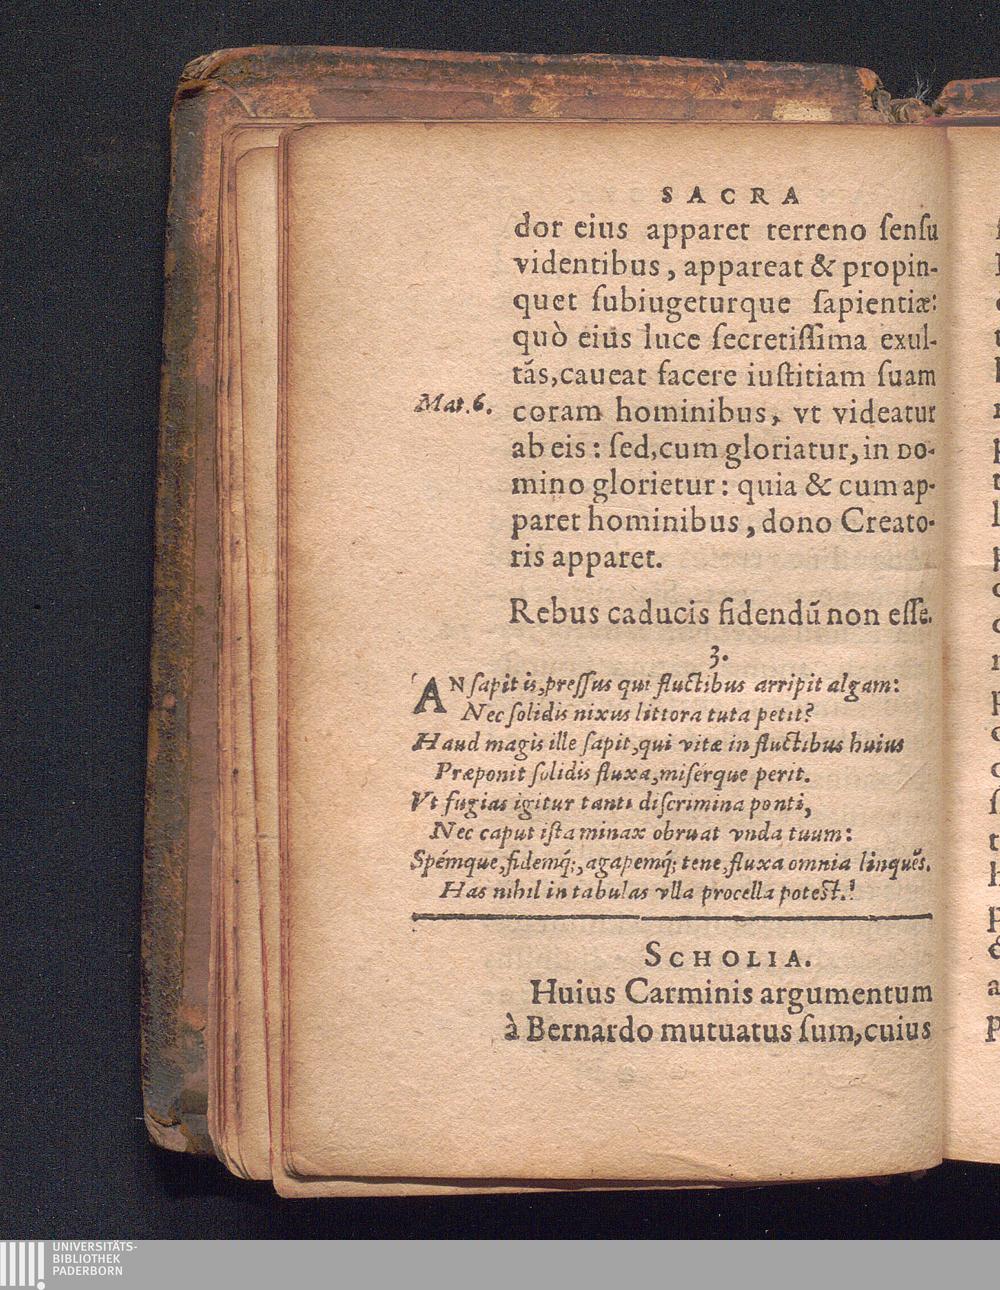 SACRA
dor eius apparet terreno ſenſu
videntibus, appareat & propin-
quet ſubiugeturque ſapientiæ:
quò eius luce ſecretiſſima exul-
tãs, caueat facere iuſtitiam ſuam
Mat. 6.
coram hominibus, vt videatur
ab eis: ſed, cum gloriatur, in DO-
mino glorietur: quia & cum ap-
paret hominibus, dono Creato-
ris apparet.
Rebus caducis fidendũ non eſſe.
3.
AN ſapit is, preſſus qui fluctibus arripit algam:
Nec ſolidis nixus littora tuta petit?
Haud magis ille ſapit, qui vitæ in fluctibus huius
Præponit ſolidis fluxa, miſerque perit.
Vt fugias igitur tanti diſcrimina ponti,
Nec caput iſta minax obruat vnda tuum:
Spémque, fidemq́;, agapemq́; tene, fluxa omnia linquẽs.
Has nihil in tabulas vlla procella poteſt.
SCHOLIA.
Huius Carminis argumentum
à Bernardo mutuatus ſum, cuius
UNIVERSITÄTS-
BIBLIOTHEK
PADERBORN